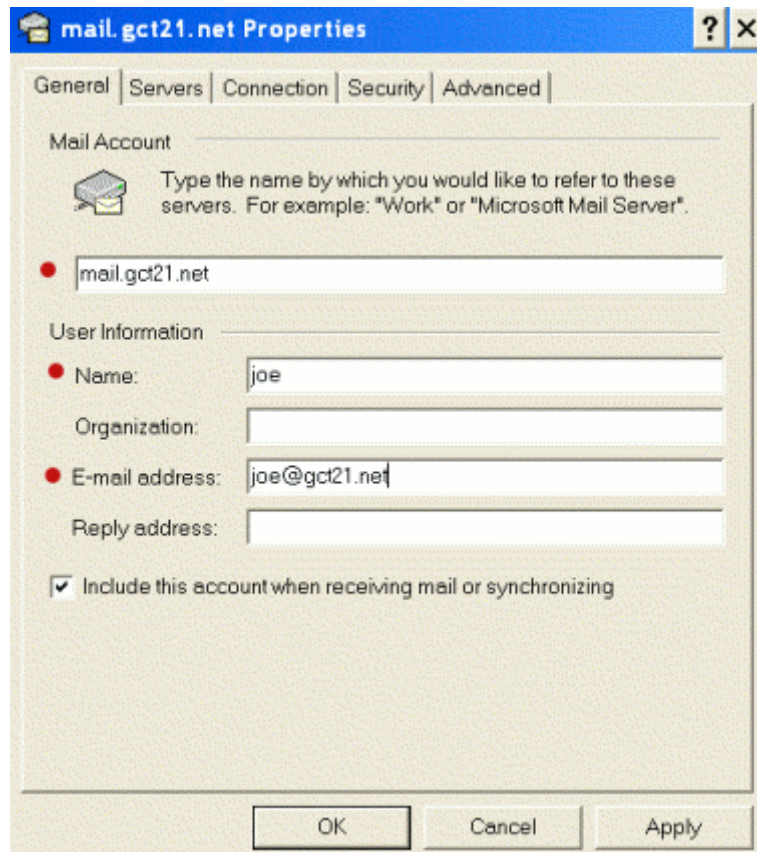 mail.gct21.net Properties
General Servers Connection Security Advanced
Mail Account
Type the name by which you would like to refer to these
servers. For example: "Work" or "Microsoft Mail Server".
mail.gct21.net
User Information
Name: joe
Organization:
E-mail address: joe@gct21.net
Reply address:
Include this account when receiving mail or synchronizing
OK Cancel Apply